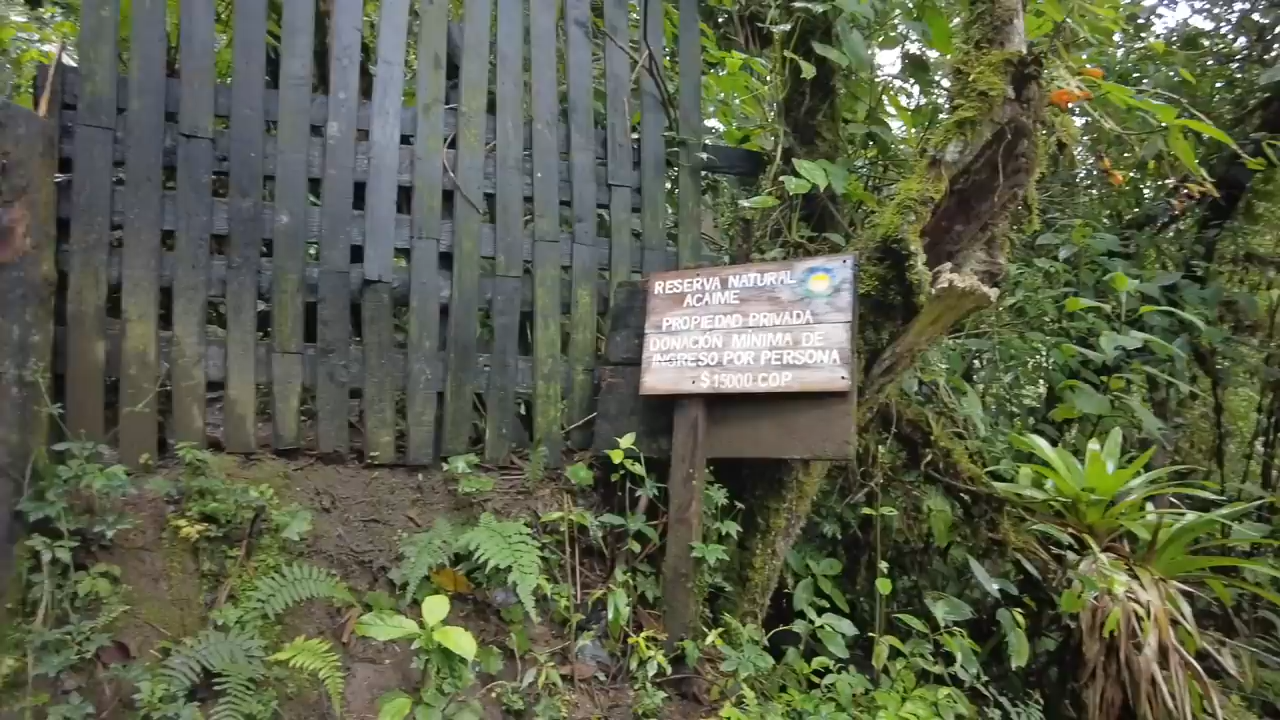 RESERVA NATURAL
ACAIME
PROPIEDAD PRIVADA
DONACIÓN MÍNIMA DE
INGRESO POR PERSONA
$15000 COP